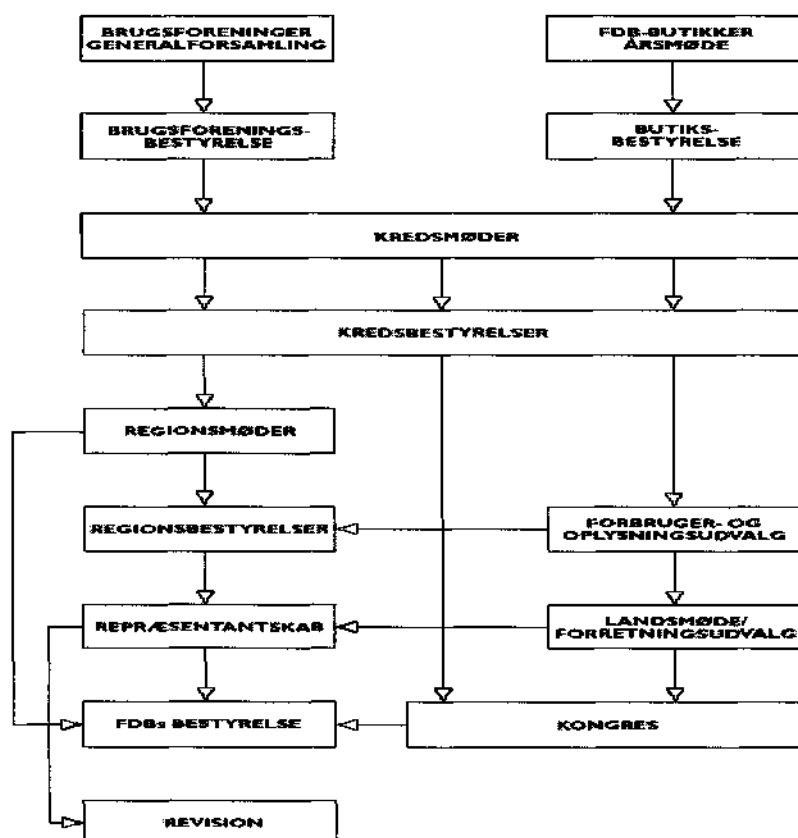 BRUGSFORENINGER
GENERALFORSAMLING
FDB-BUTIKKER
ÅRSMØDE
BRUGSFORENINGS-
BESTYRELSE
BUTIKS-
BESTYRELSE
KREDSMØDER
KREDSBESTYRELSER
REGIONSMØDER
REGIONSBESTYRELSER
FORBRUGER- OG
OPLYSNINGSUDVALG
REPRÆSENTANTSKAB
LANDSMØDE/
FORRETNINGSUDVALG
FDBs BESTYRELSE
KONGRES
REVISION